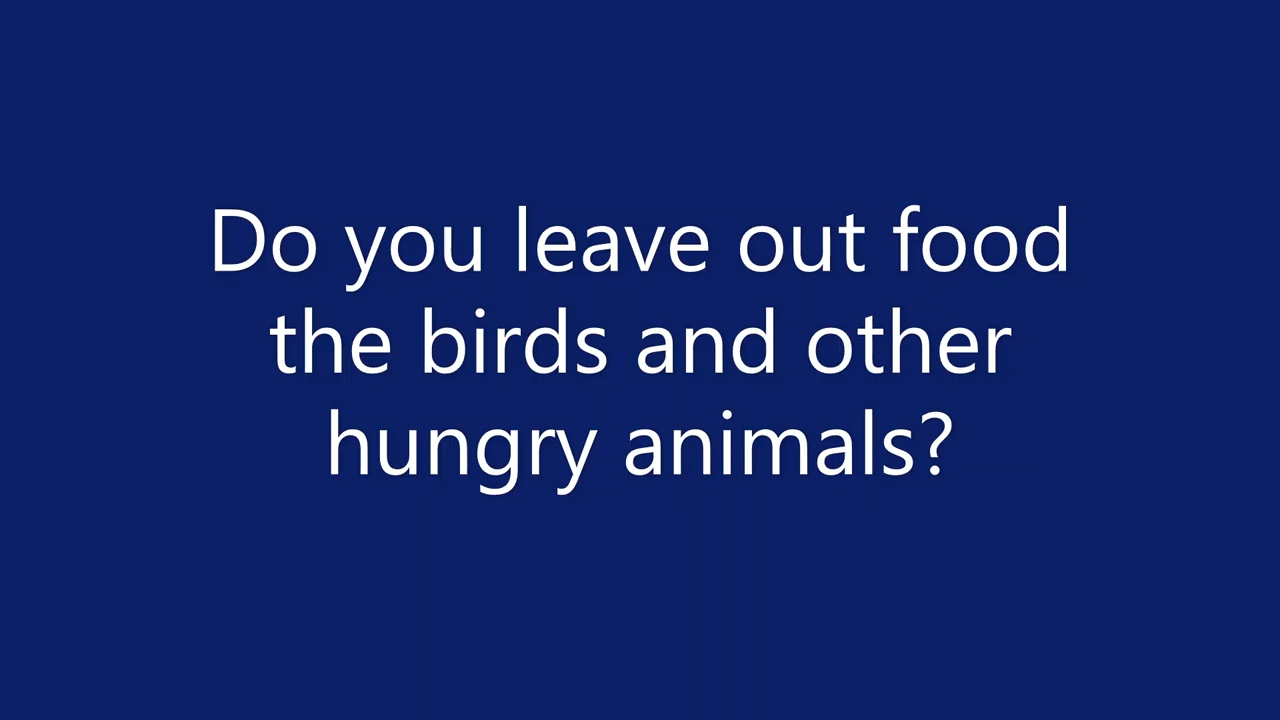 Do you leave out food
the birds and other
hungry animals?